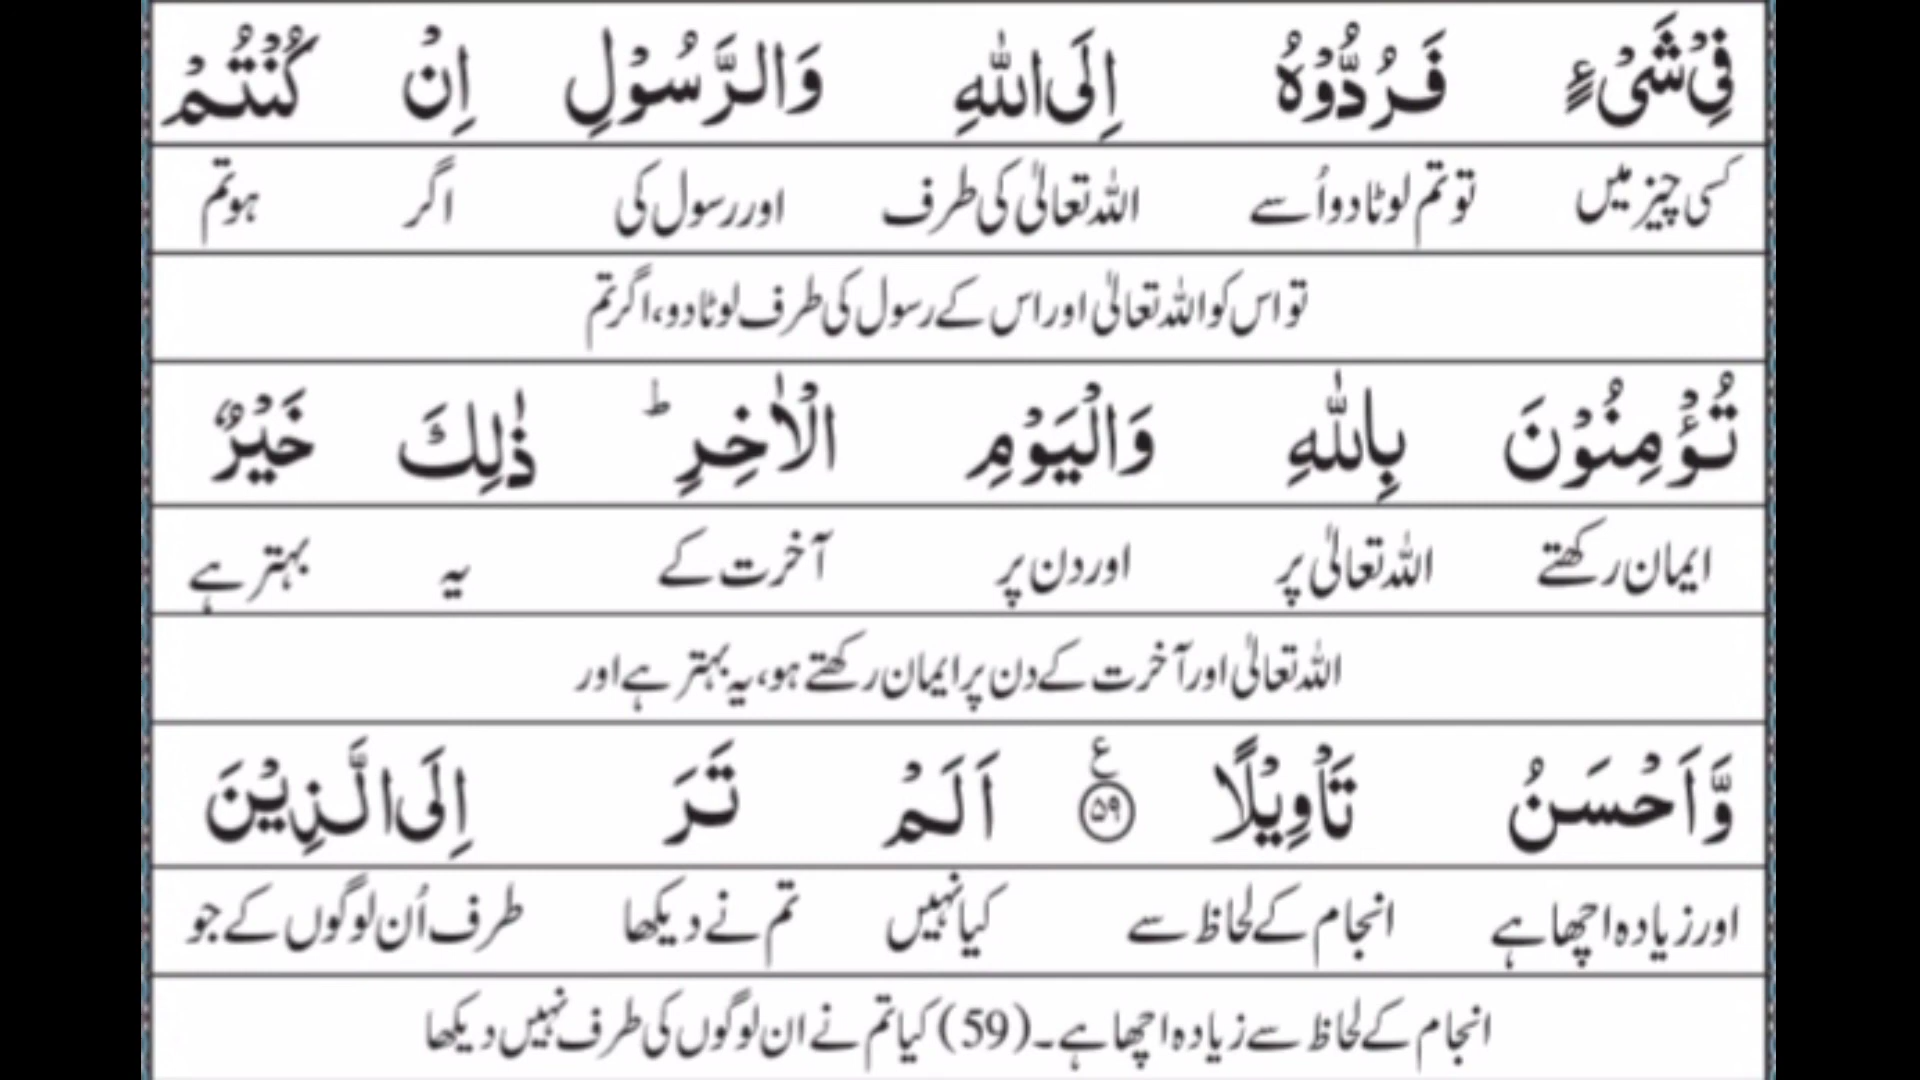 فِیۡ شَیۡءٍ فَرُدُّوۡہُ اِلَی اللّٰہِ وَالرَّسُوۡلِ اِنۡ کُنۡتُمۡ
کسی چیز میں تو تم لوٹا دو اُسے اللہ تعالیٰ کی طرف اور رسول کی اگر ہو تم
تو اس کو اللہ تعالیٰ اور اس کے رسول کی طرف لوٹا دو، اگر تم
تُؤۡمِنُوۡنَ بِاللّٰہِ وَالۡیَوۡمِ الۡاٰخِرِ ؕ ذٰلِکَ خَیۡرٌ
ایمان رکھتے اللہ تعالیٰ پر اور دن پر آخرت کے یہ بہتر ہے
اللہ تعالیٰ اور آخرت کے دن پر ایمان رکھتے ہو، یہ بہتر ہے اور
وَّاَحۡسَنُ تَاۡوِیۡلًا ﴿۵۹﴾ ع اَلَمۡ تَرَ اِلَی الَّذِیۡنَ
اور زیادہ اچھا ہے انجام کے لحاظ سے کیا نہیں تم نے دیکھا طرف اُن لوگوں کے جو
انجام کے لحاظ سے زیادہ اچھا ہے۔(59) کیا تم نے ان لوگوں کی طرف نہیں دیکھا